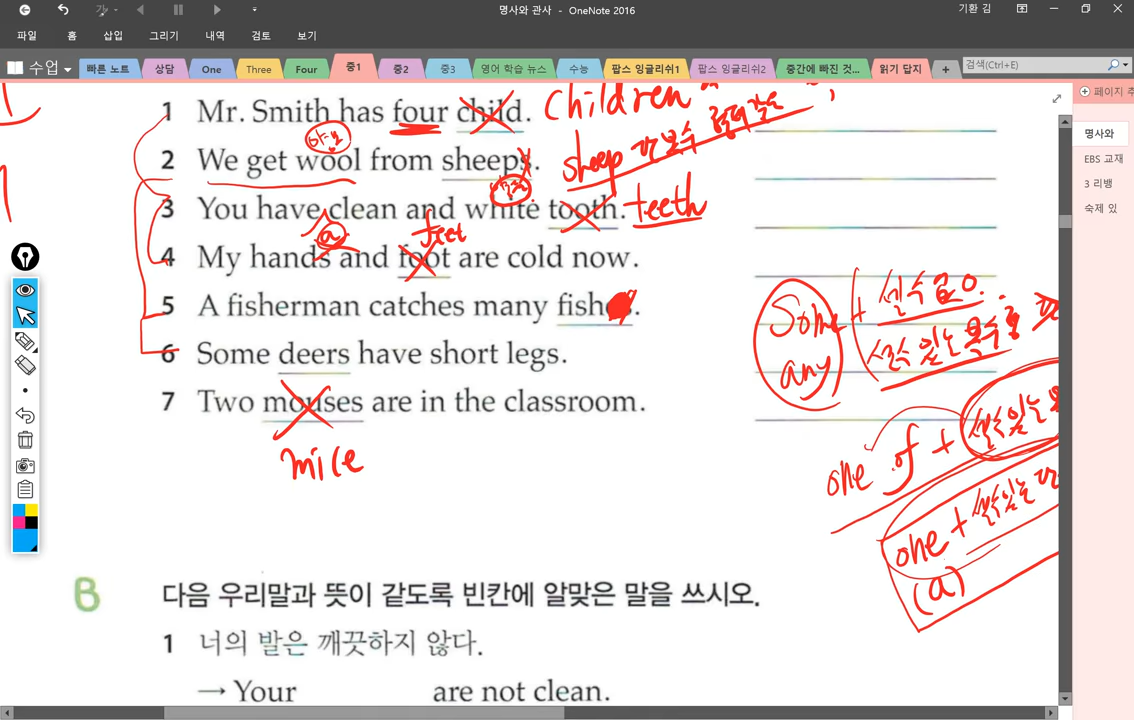 명사와 관사 - OneNote 2016
기환 김
파일 홈 삽입 그리기 내역 검토 보기
수업 빠른 노트 상담 One Three Four 중1 중2 중3 영어 학습 뉴스 수능 팝스 잉글리쉬1 팝스 잉글리쉬2 중간에 빠진 것... 읽기 답지 + 검색(Ctrl+E)
페이지 추
명사와
EBS 교재
3 리뱅
숙제 있
1 Mr. Smith has four child. Children
2 We get wool from sheeps. sheep
3 You have clean and white tooth. teeth
a feet
4 My hands and foot are cold now.
5 A fisherman catches many fish.
6 Some deers have short legs.
7 Two mouses are in the classroom.
mice
Some +
any
one of + 셀수있는
one + 셀수있는
(a)
B 다음 우리말과 뜻이 같도록 빈칸에 알맞은 말을 쓰시오.
1 너의 발은 깨끗하지 않다.
→ Your are not clean.